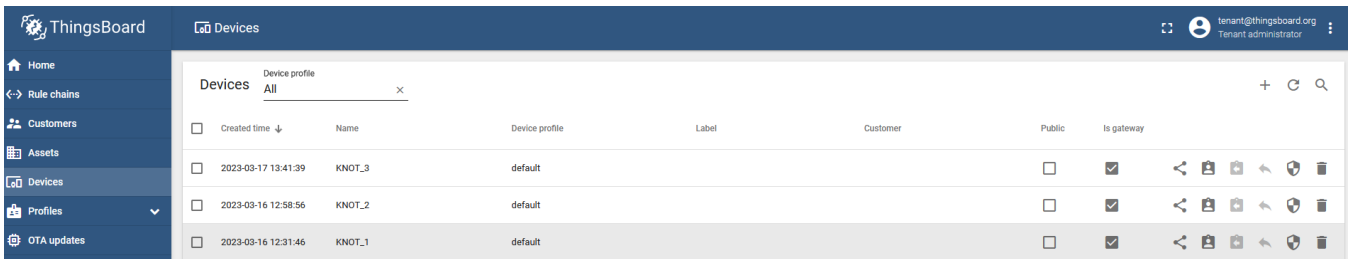 ThingsBoard
Devices
tenant@thingsboard.org
Tenant administrator
Home
Rule chains
Customers
Assets
Devices
Profiles
OTA updates
Devices
Device profile
All
Created time Name Device profile Label Customer Public Is gateway
2023-03-17 13:41:39 KNOT_3 default
2023-03-16 12:58:56 KNOT_2 default
2023-03-16 12:31:46 KNOT_1 default